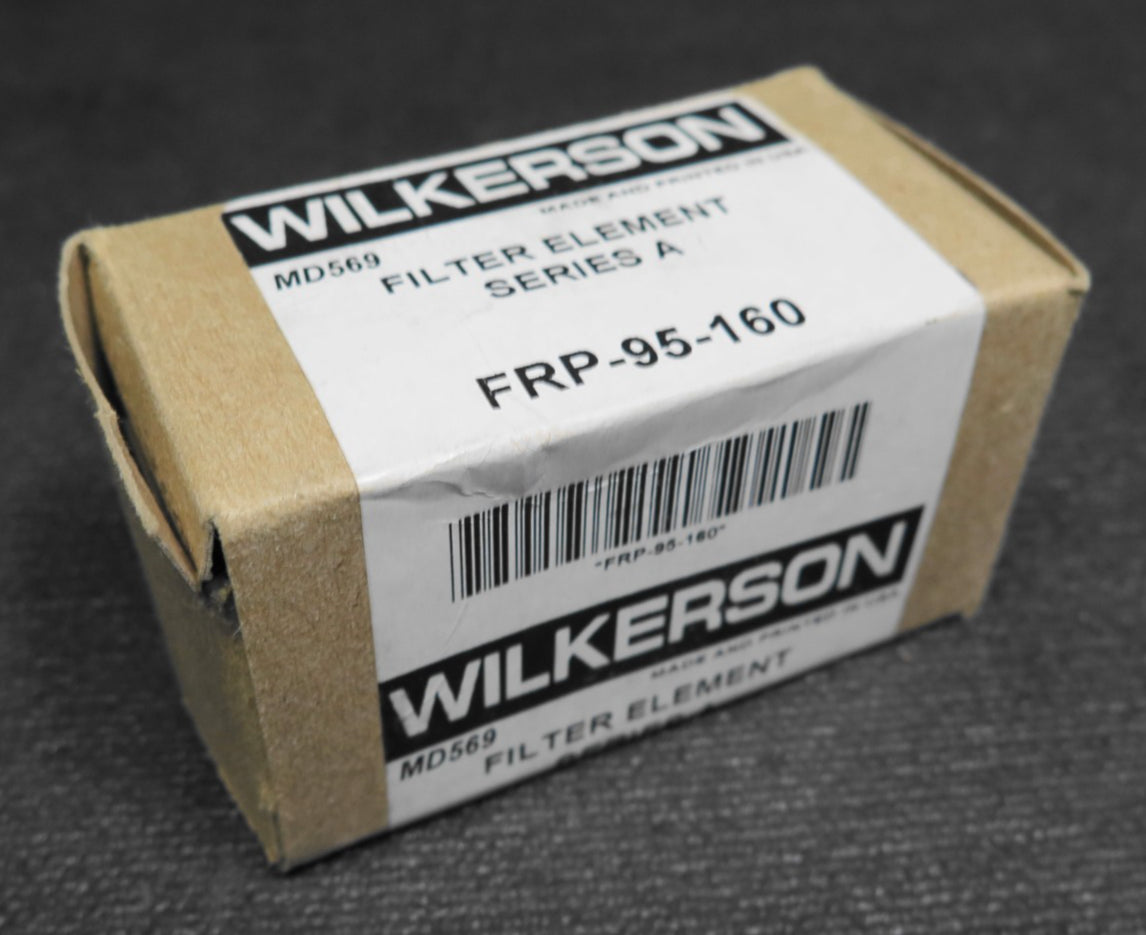 WILKERSON
MADE AND PRINTED IN USA
MD569
FILTER ELEMENT
SERIES A
FRP-95-160
*FRP-95-160*
WILKERSON
MADE AND PRINTED IN USA
MD569
FILTER ELEMENT